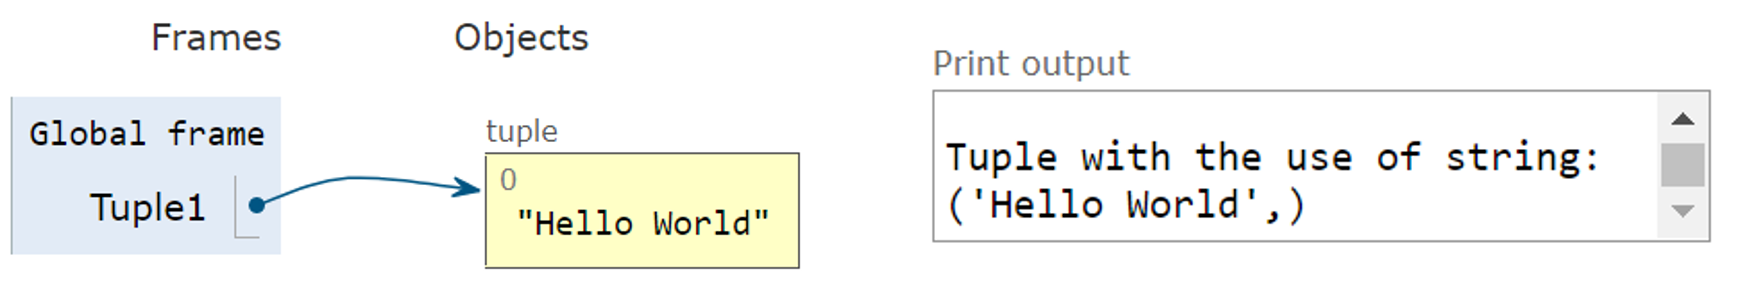 Frames
Objects
Global frame
Tuple1
tuple
0
"Hello World"
Print output
Tuple with the use of string:
('Hello World',)